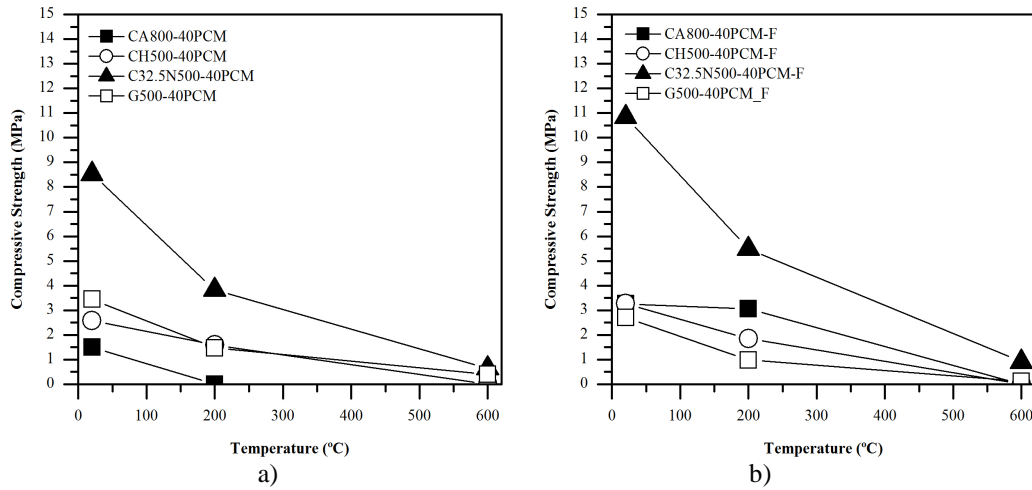 15
14
13
12
11
10
9
8
7
6
5
4
3
2
1
0
Compressive Strength (MPa)
CA800-40PCM
CH500-40PCM
C32.5N500-40PCM
G500-40PCM
0 100 200 300 400 500 600
Temperature (ºC)
a)
15
14
13
12
11
10
9
8
7
6
5
4
3
2
1
0
Compressive Strength (MPa)
CA800-40PCM-F
CH500-40PCM-F
C32.5N500-40PCM-F
G500-40PCM_F
0 100 200 300 400 500 600
Temperature (ºC)
b)